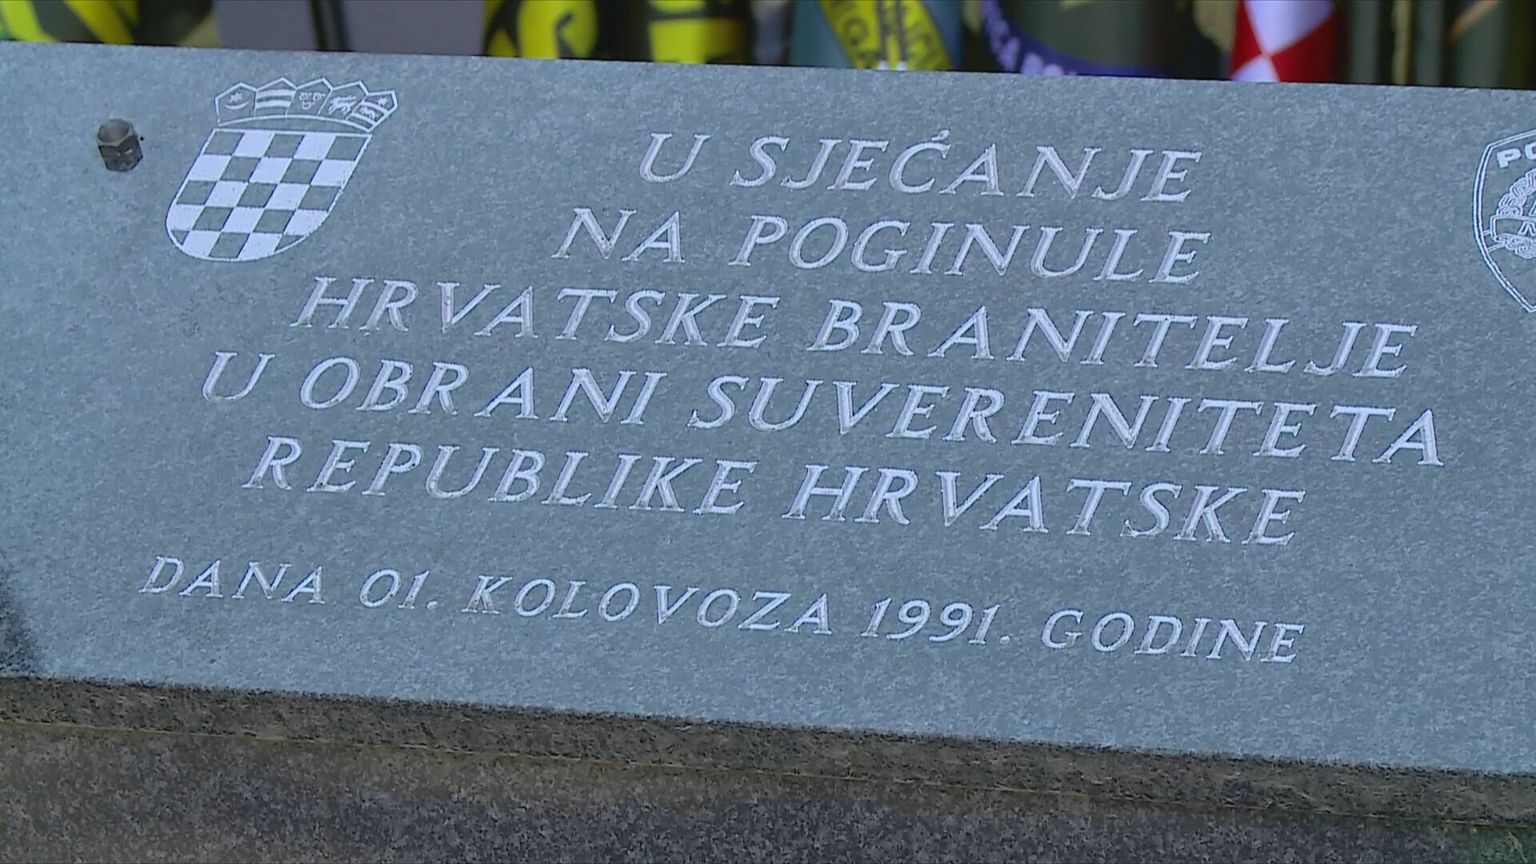 U SJEĆANJE
NA POGINULE
HRVATSKE BRANITELJE
U OBRANI SUVERENITETA
REPUBLIKE HRVATSKE
DANA 01. KOLOVOZA 1991. GODINE